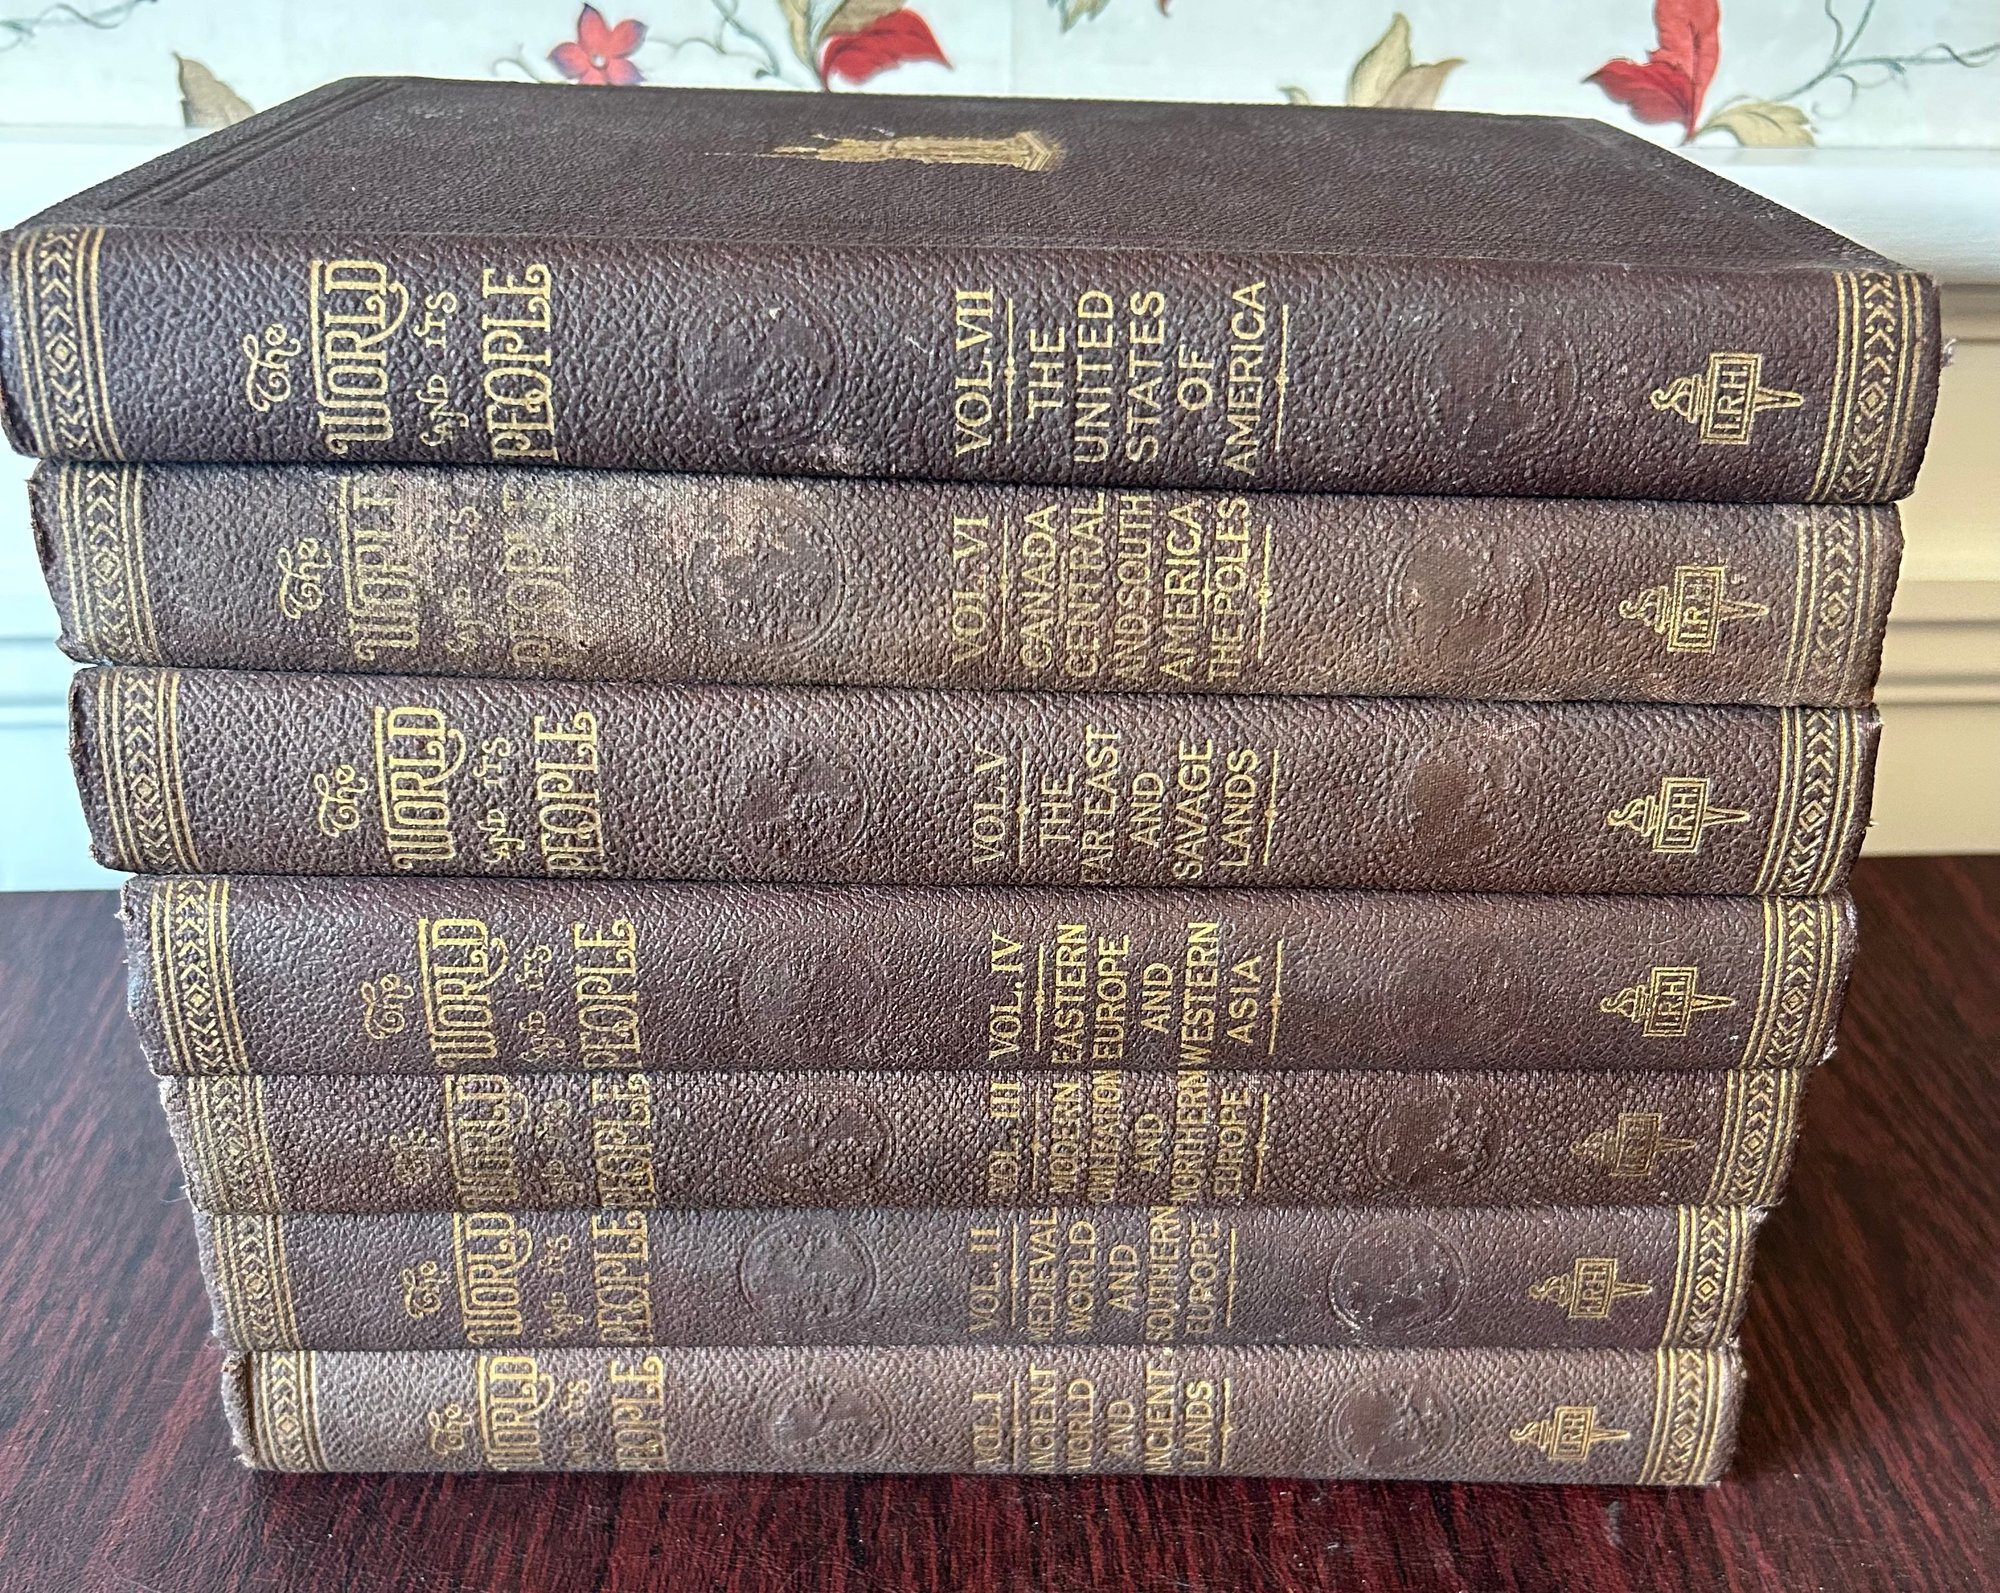 The
WORLD
AND ITS
PEOPLE
VOL. VII
THE
UNITED
STATES
OF
AMERICA
I.R.H.
The
WORLD
AND ITS
PEOPLE
VOL. VI
CANADA
CENTRAL
AND SOUTH
AMERICA
THE POLES
I.R.H.
The
WORLD
AND ITS
PEOPLE
VOL. V
THE
FAR EAST
AND
SAVAGE
LANDS
I.R.H.
The
WORLD
AND ITS
PEOPLE
VOL. IV
EASTERN
EUROPE
AND
WESTERN
ASIA
I.R.H.
The
WORLD
AND ITS
PEOPLE
VOL. III
MODERN
CIVILIZATION
AND
NORTHERN
EUROPE
I.R.H.
The
WORLD
AND ITS
PEOPLE
VOL. II
MEDIEVAL
WORLD
AND
SOUTHERN
EUROPE
I.R.H.
The
WORLD
AND ITS
PEOPLE
VOL. I
ANCIENT
WORLD
AND
ANCIENT
LANDS
I.R.H.